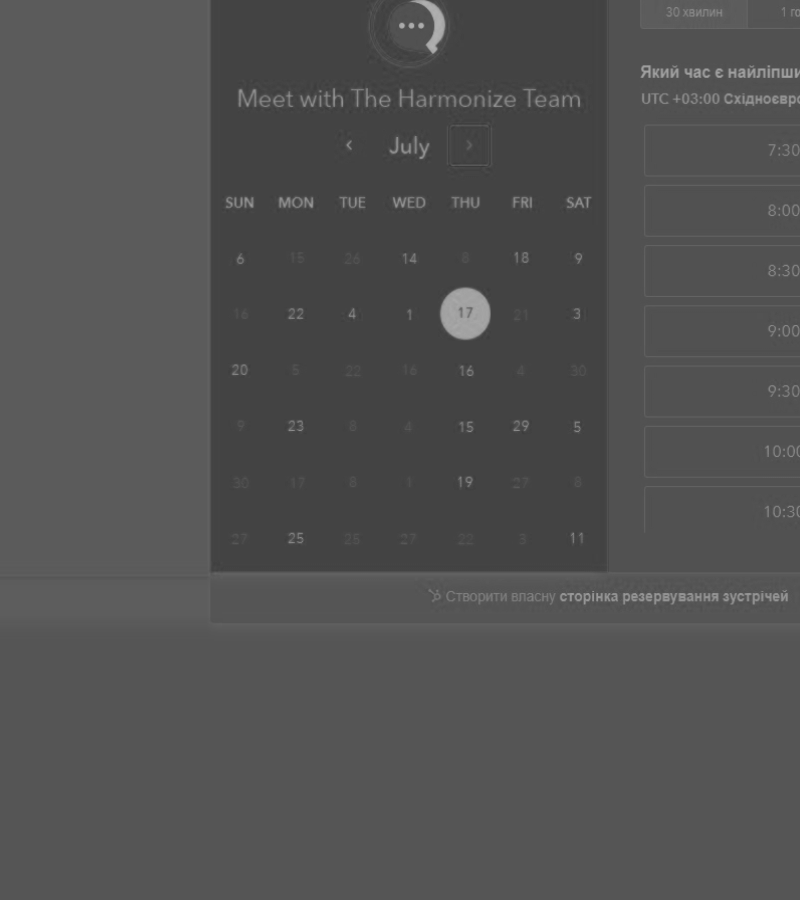 30 хвилин 1 го
Meet with The Harmonize Team
Який час є найліпши
UTC +03:00 Східноєвро
‹ July ›
SUN MON TUE WED THU FRI SAT
6 15 26 14 8 18 9
16 22 4 1 17 21 3
20 5 22 16 16 4 30
9 23 8 4 15 29 5
30 17 8 1 19 27 8
27 25 25 27 22 3 11
7:30
8:00
8:30
9:00
9:30
10:00
10:30
Створити власну сторінка резервування зустрічей